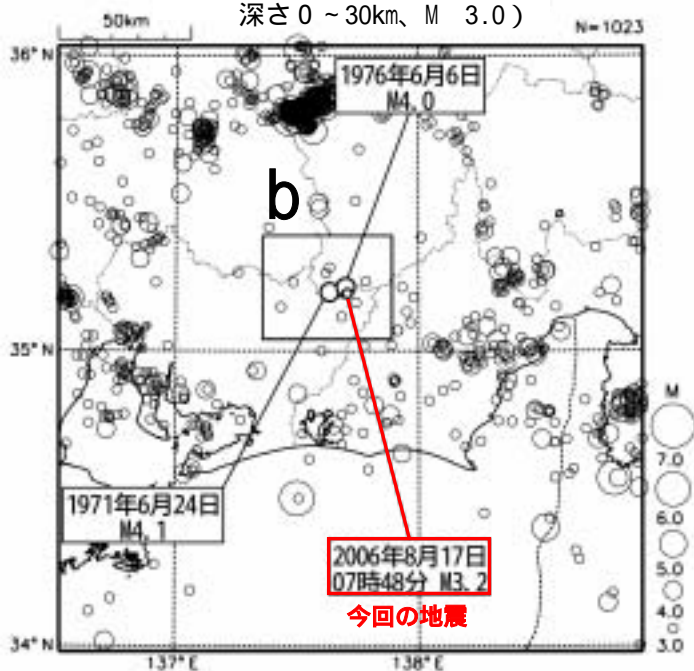 50km
深さ0～30km、M 3.0)
N=1023
36°N
1976年6月6日
M4.0
b
35°N
M
7.0
6.0
5.0
4.0
3.0
1971年6月24日
M4.1
2006年8月17日
07時48分 M3.2
今回の地震
34°N
137°E
138°E